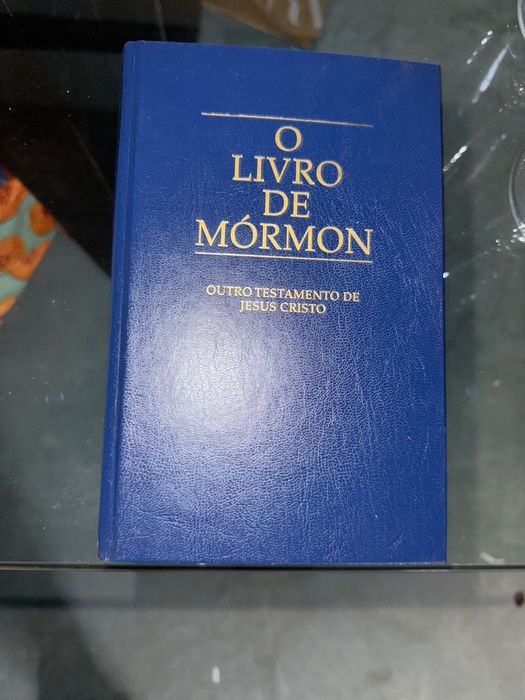 O
LIVRO
DE
MÓRMON
OUTRO TESTAMENTO DE
JESUS CRISTO